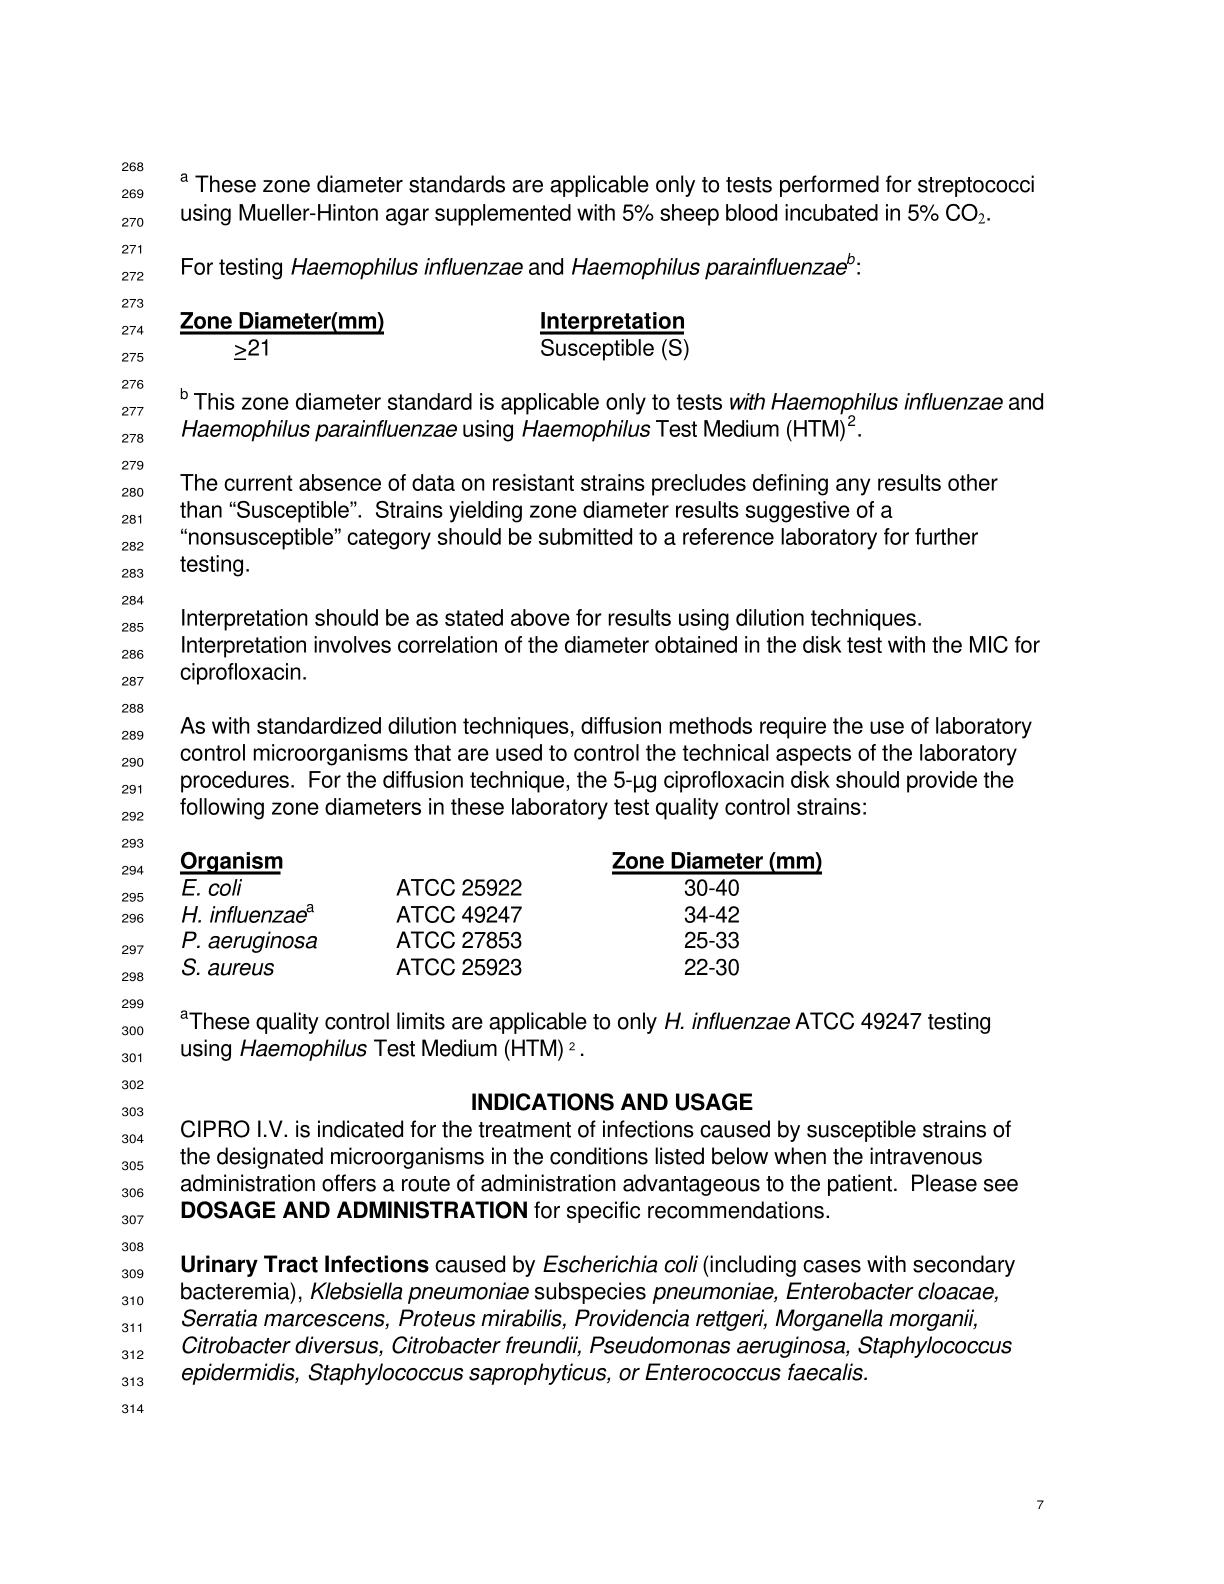 268
269 a These zone diameter standards are applicable only to tests performed for streptococci
270 using Mueller-Hinton agar supplemented with 5% sheep blood incubated in 5% CO2.
271
272 For testing Haemophilus influenzae and Haemophilus parainfluenzaeb:
273
274 Zone Diameter(mm) Interpretation
275 ≥21 Susceptible (S)
276
277 b This zone diameter standard is applicable only to tests with Haemophilus influenzae and
278 Haemophilus parainfluenzae using Haemophilus Test Medium (HTM)2.
279
280 The current absence of data on resistant strains precludes defining any results other
281 than “Susceptible”. Strains yielding zone diameter results suggestive of a
282 “nonsusceptible” category should be submitted to a reference laboratory for further
283 testing.
284
285 Interpretation should be as stated above for results using dilution techniques.
286 Interpretation involves correlation of the diameter obtained in the disk test with the MIC for
287 ciprofloxacin.
288
289 As with standardized dilution techniques, diffusion methods require the use of laboratory
290 control microorganisms that are used to control the technical aspects of the laboratory
291 procedures. For the diffusion technique, the 5-µg ciprofloxacin disk should provide the
292 following zone diameters in these laboratory test quality control strains:
293
294 Organism Zone Diameter (mm)
295 E. coli ATCC 25922 30-40
296 H. influenzaea ATCC 49247 34-42
297 P. aeruginosa ATCC 27853 25-33
298 S. aureus ATCC 25923 22-30
299
300 aThese quality control limits are applicable to only H. influenzae ATCC 49247 testing
301 using Haemophilus Test Medium (HTM) 2 .
302
303 INDICATIONS AND USAGE
304 CIPRO I.V. is indicated for the treatment of infections caused by susceptible strains of
305 the designated microorganisms in the conditions listed below when the intravenous
306 administration offers a route of administration advantageous to the patient. Please see
307 DOSAGE AND ADMINISTRATION for specific recommendations.
308
309 Urinary Tract Infections caused by Escherichia coli (including cases with secondary
310 bacteremia), Klebsiella pneumoniae subspecies pneumoniae, Enterobacter cloacae,
311 Serratia marcescens, Proteus mirabilis, Providencia rettgeri, Morganella morganii,
312 Citrobacter diversus, Citrobacter freundii, Pseudomonas aeruginosa, Staphylococcus
313 epidermidis, Staphylococcus saprophyticus, or Enterococcus faecalis.
314
7